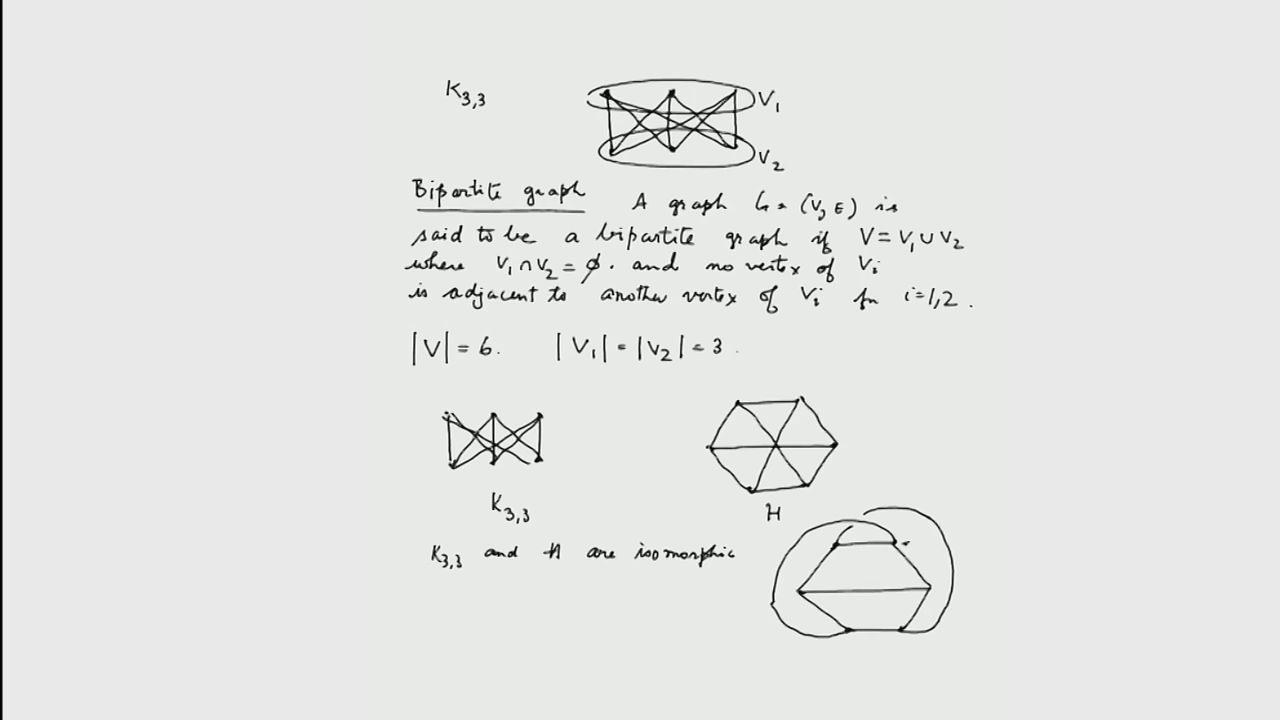 K3,3
V1
V2
Bipartite graph A graph G = (V, E) is
said to be a bipartite graph if V = V1 ∪ V2
where V1 ∩ V2 = ϕ. and no vertex of Vi
is adjacent to another vertex of Vi for i=1,2.
|V| = 6. |V1| = |V2| = 3.
K3,3
H
K3,3 and H are isomorphic